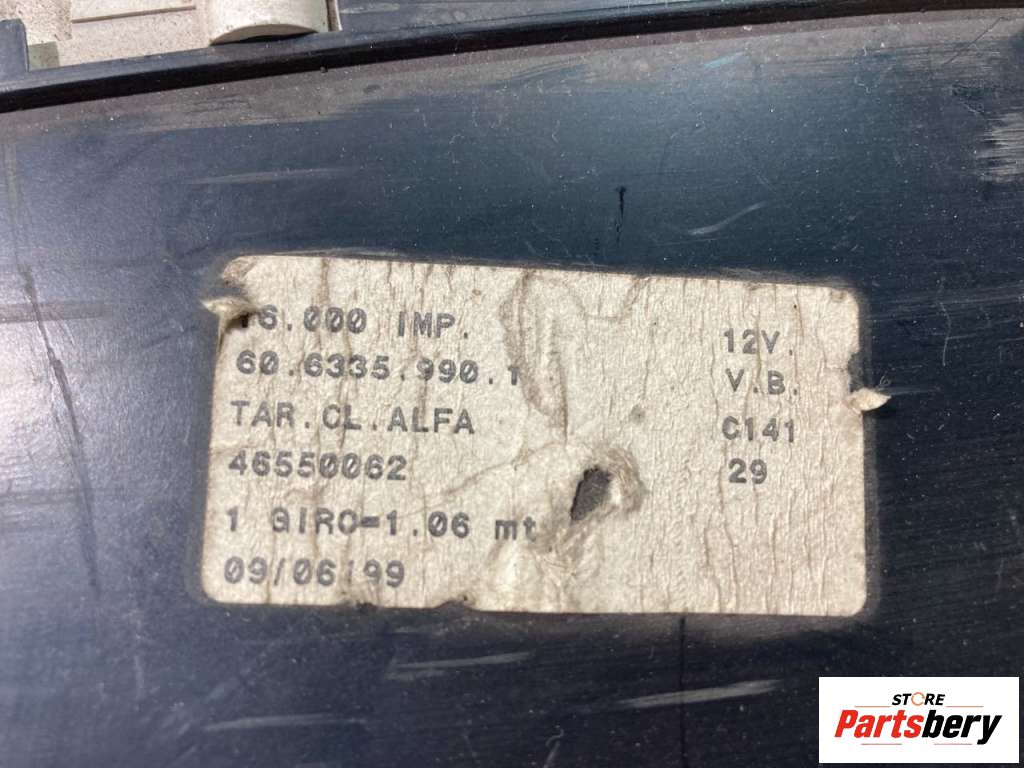 16.000 IMP.
60.6335.990.1
TAR.CL.ALFA
46550062
1 GIRO=1.06 mt
09/06/99
12V.
V.B.
C141
29
STORE
Partsbery